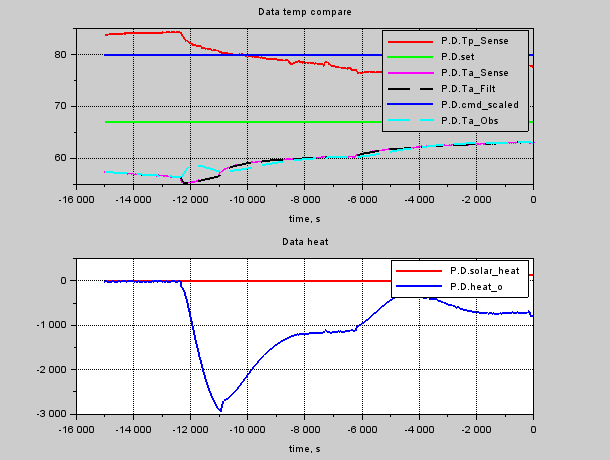 Data temp compare
80
70
60
P.D.Tp_Sense
P.D.set
P.D.Ta_Sense
P.D.Ta_Filt
P.D.cmd_scaled
P.D.Ta_Obs
-16 000 -14 000 -12 000 -10 000 -8 000 -6 000 -4 000 -2 000 0
time, s
Data heat
0
-1 000
-2 000
-3 000
P.D.solar_heat
P.D.heat_o
-16 000 -14 000 -12 000 -10 000 -8 000 -6 000 -4 000 -2 000 0
time, s